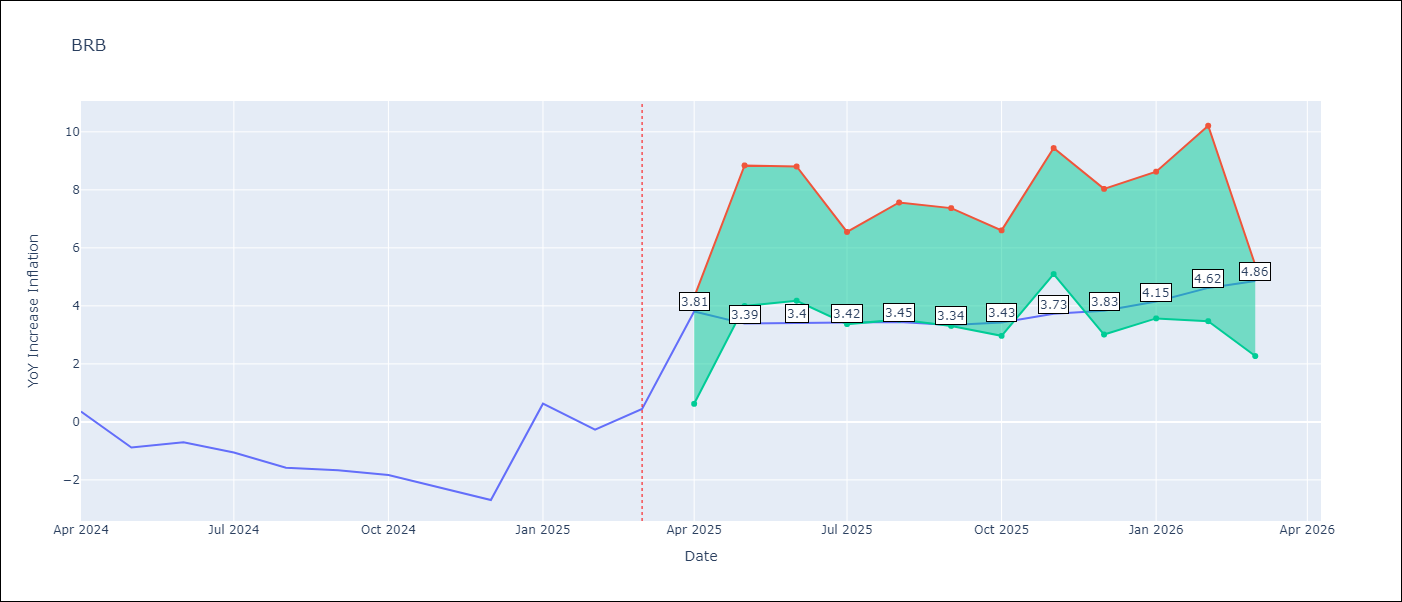 BRB
YoY Increase Inflation
10
8
6
4
2
0
−2
3.81
3.39
3.4
3.42
3.45
3.34
3.43
3.73
3.83
4.15
4.62
4.86
Apr 2024
Jul 2024
Oct 2024
Jan 2025
Apr 2025
Jul 2025
Oct 2025
Jan 2026
Apr 2026
Date